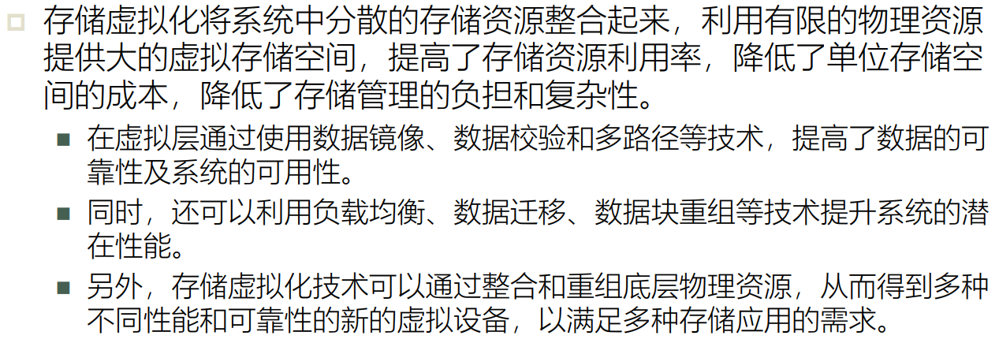 存储虚拟化将系统中分散的存储资源整合起来，利用有限的物理资源
提供大的虚拟存储空间，提高了存储资源利用率，降低了单位存储空
间的成本，降低了存储管理的负担和复杂性。
在虚拟层通过使用数据镜像、数据校验和多路径等技术，提高了数据的可
靠性及系统的可用性。
同时，还可以利用负载均衡、数据迁移、数据块重组等技术提升系统的潜
在性能。
另外，存储虚拟化技术可以通过整合和重组底层物理资源，从而得到多种
不同性能和可靠性的新的虚拟设备，以满足多种存储应用的需求。